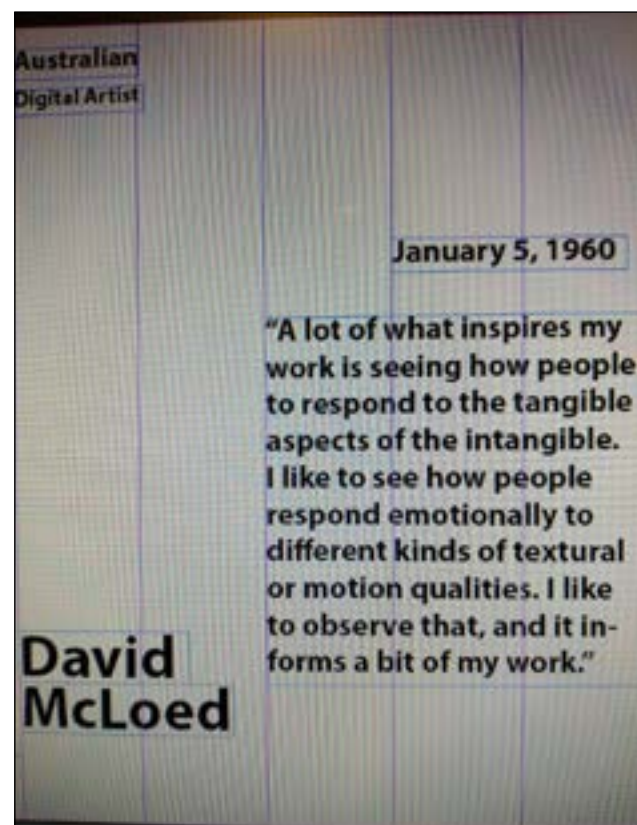 Australian
Digital Artist
January 5, 1960
“A lot of what inspires my
work is seeing how people
to respond to the tangible
aspects of the intangible.
I like to see how people
respond emotionally to
different kinds of textural
or motion qualities. I like
to observe that, and it in-
forms a bit of my work.”
David
McLoed